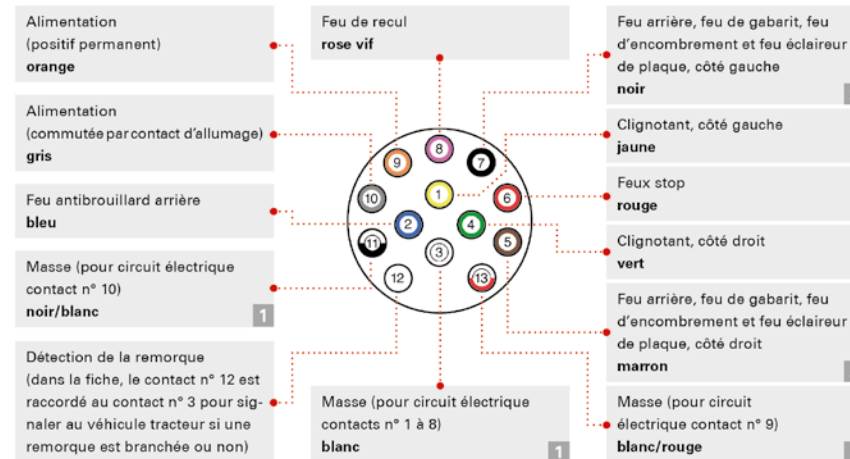 Alimentation
(positif permanent)
orange
Feu de recul
rose vif
Feu arrière, feu de gabarit, feu
d'encombrement et feu éclaireur
de plaque, côté gauche
noir
Alimentation
(commutée par contact d'allumage)
gris
Clignotant, côté gauche
jaune
Feu antibrouillard arrière
bleu
Feux stop
rouge
Masse (pour circuit électrique
contact n° 10)
noir/blanc
1
Clignotant, côté droit
vert
Feu arrière, feu de gabarit, feu
d'encombrement et feu éclaireur
de plaque, côté droit
marron
Détection de la remorque
(dans la fiche, le contact n° 12 est
raccordé au contact n° 3 pour sig-
naler au véhicule tracteur si une
remorque est branchée ou non)
Masse (pour circuit électrique
contacts n° 1 à 8)
blanc
1
Masse (pour circuit
électrique contact n° 9)
blanc/rouge
8
9
7
10
1
6
2
4
11
3
5
12
13